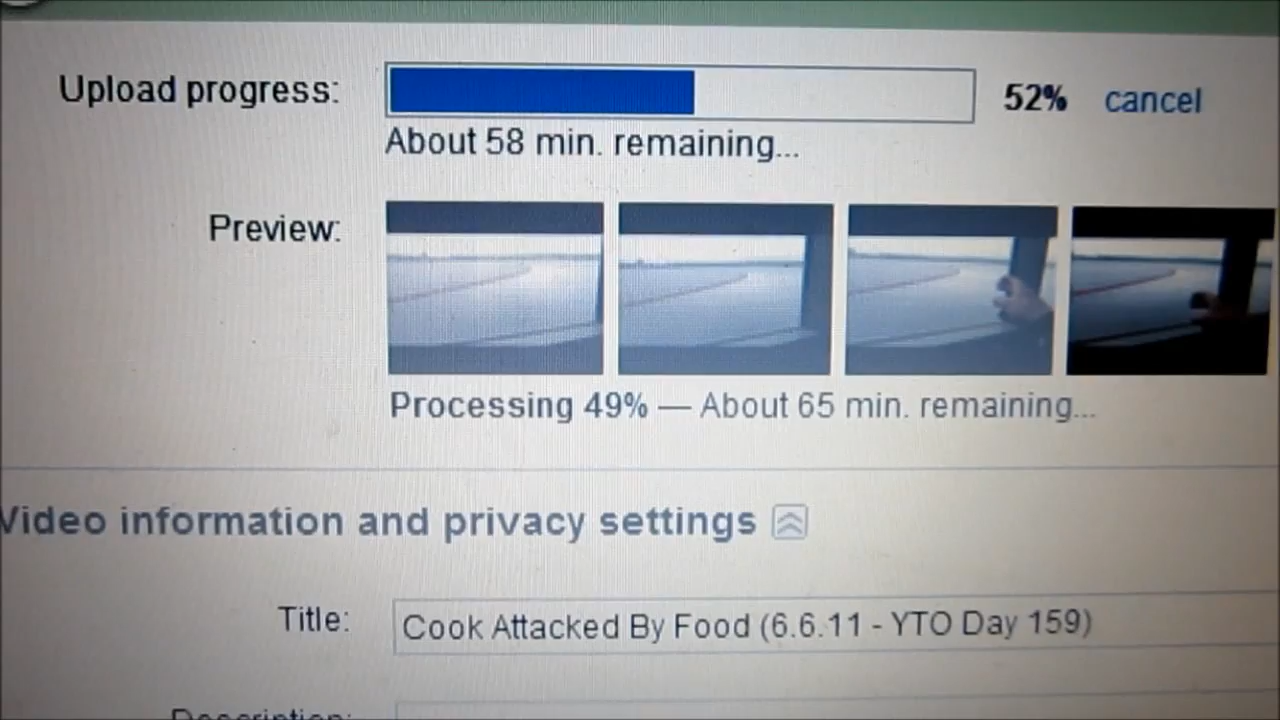 Upload progress: 52% cancel
About 58 min. remaining...
Preview:
Processing 49% — About 65 min. remaining...
Video information and privacy settings
Title: Cook Attacked By Food (6.6.11 - YTO Day 159)
Description: